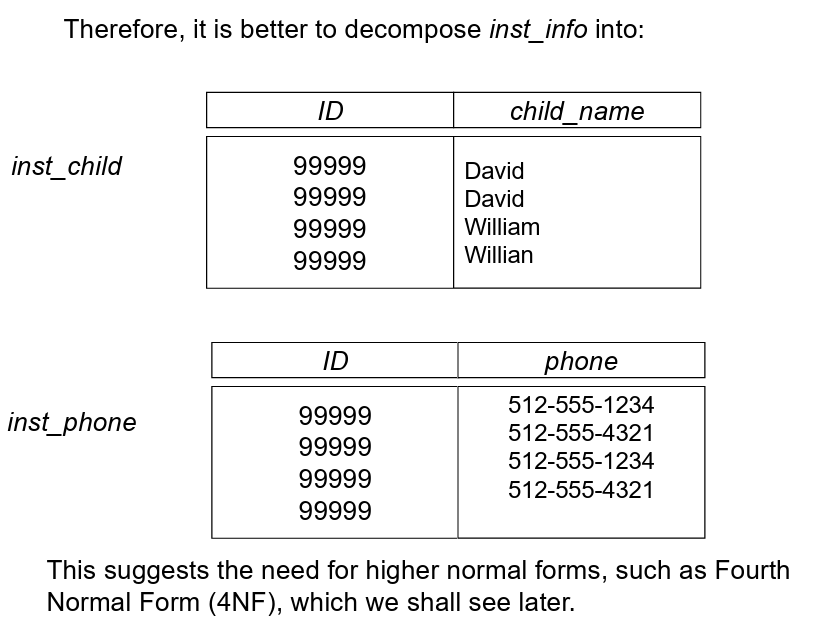 Therefore, it is better to decompose inst_info into:
ID child_name
inst_child
99999 David
99999 David
99999 William
99999 Willian
ID phone
inst_phone
99999 512-555-1234
99999 512-555-4321
99999 512-555-1234
99999 512-555-4321
This suggests the need for higher normal forms, such as Fourth
Normal Form (4NF), which we shall see later.